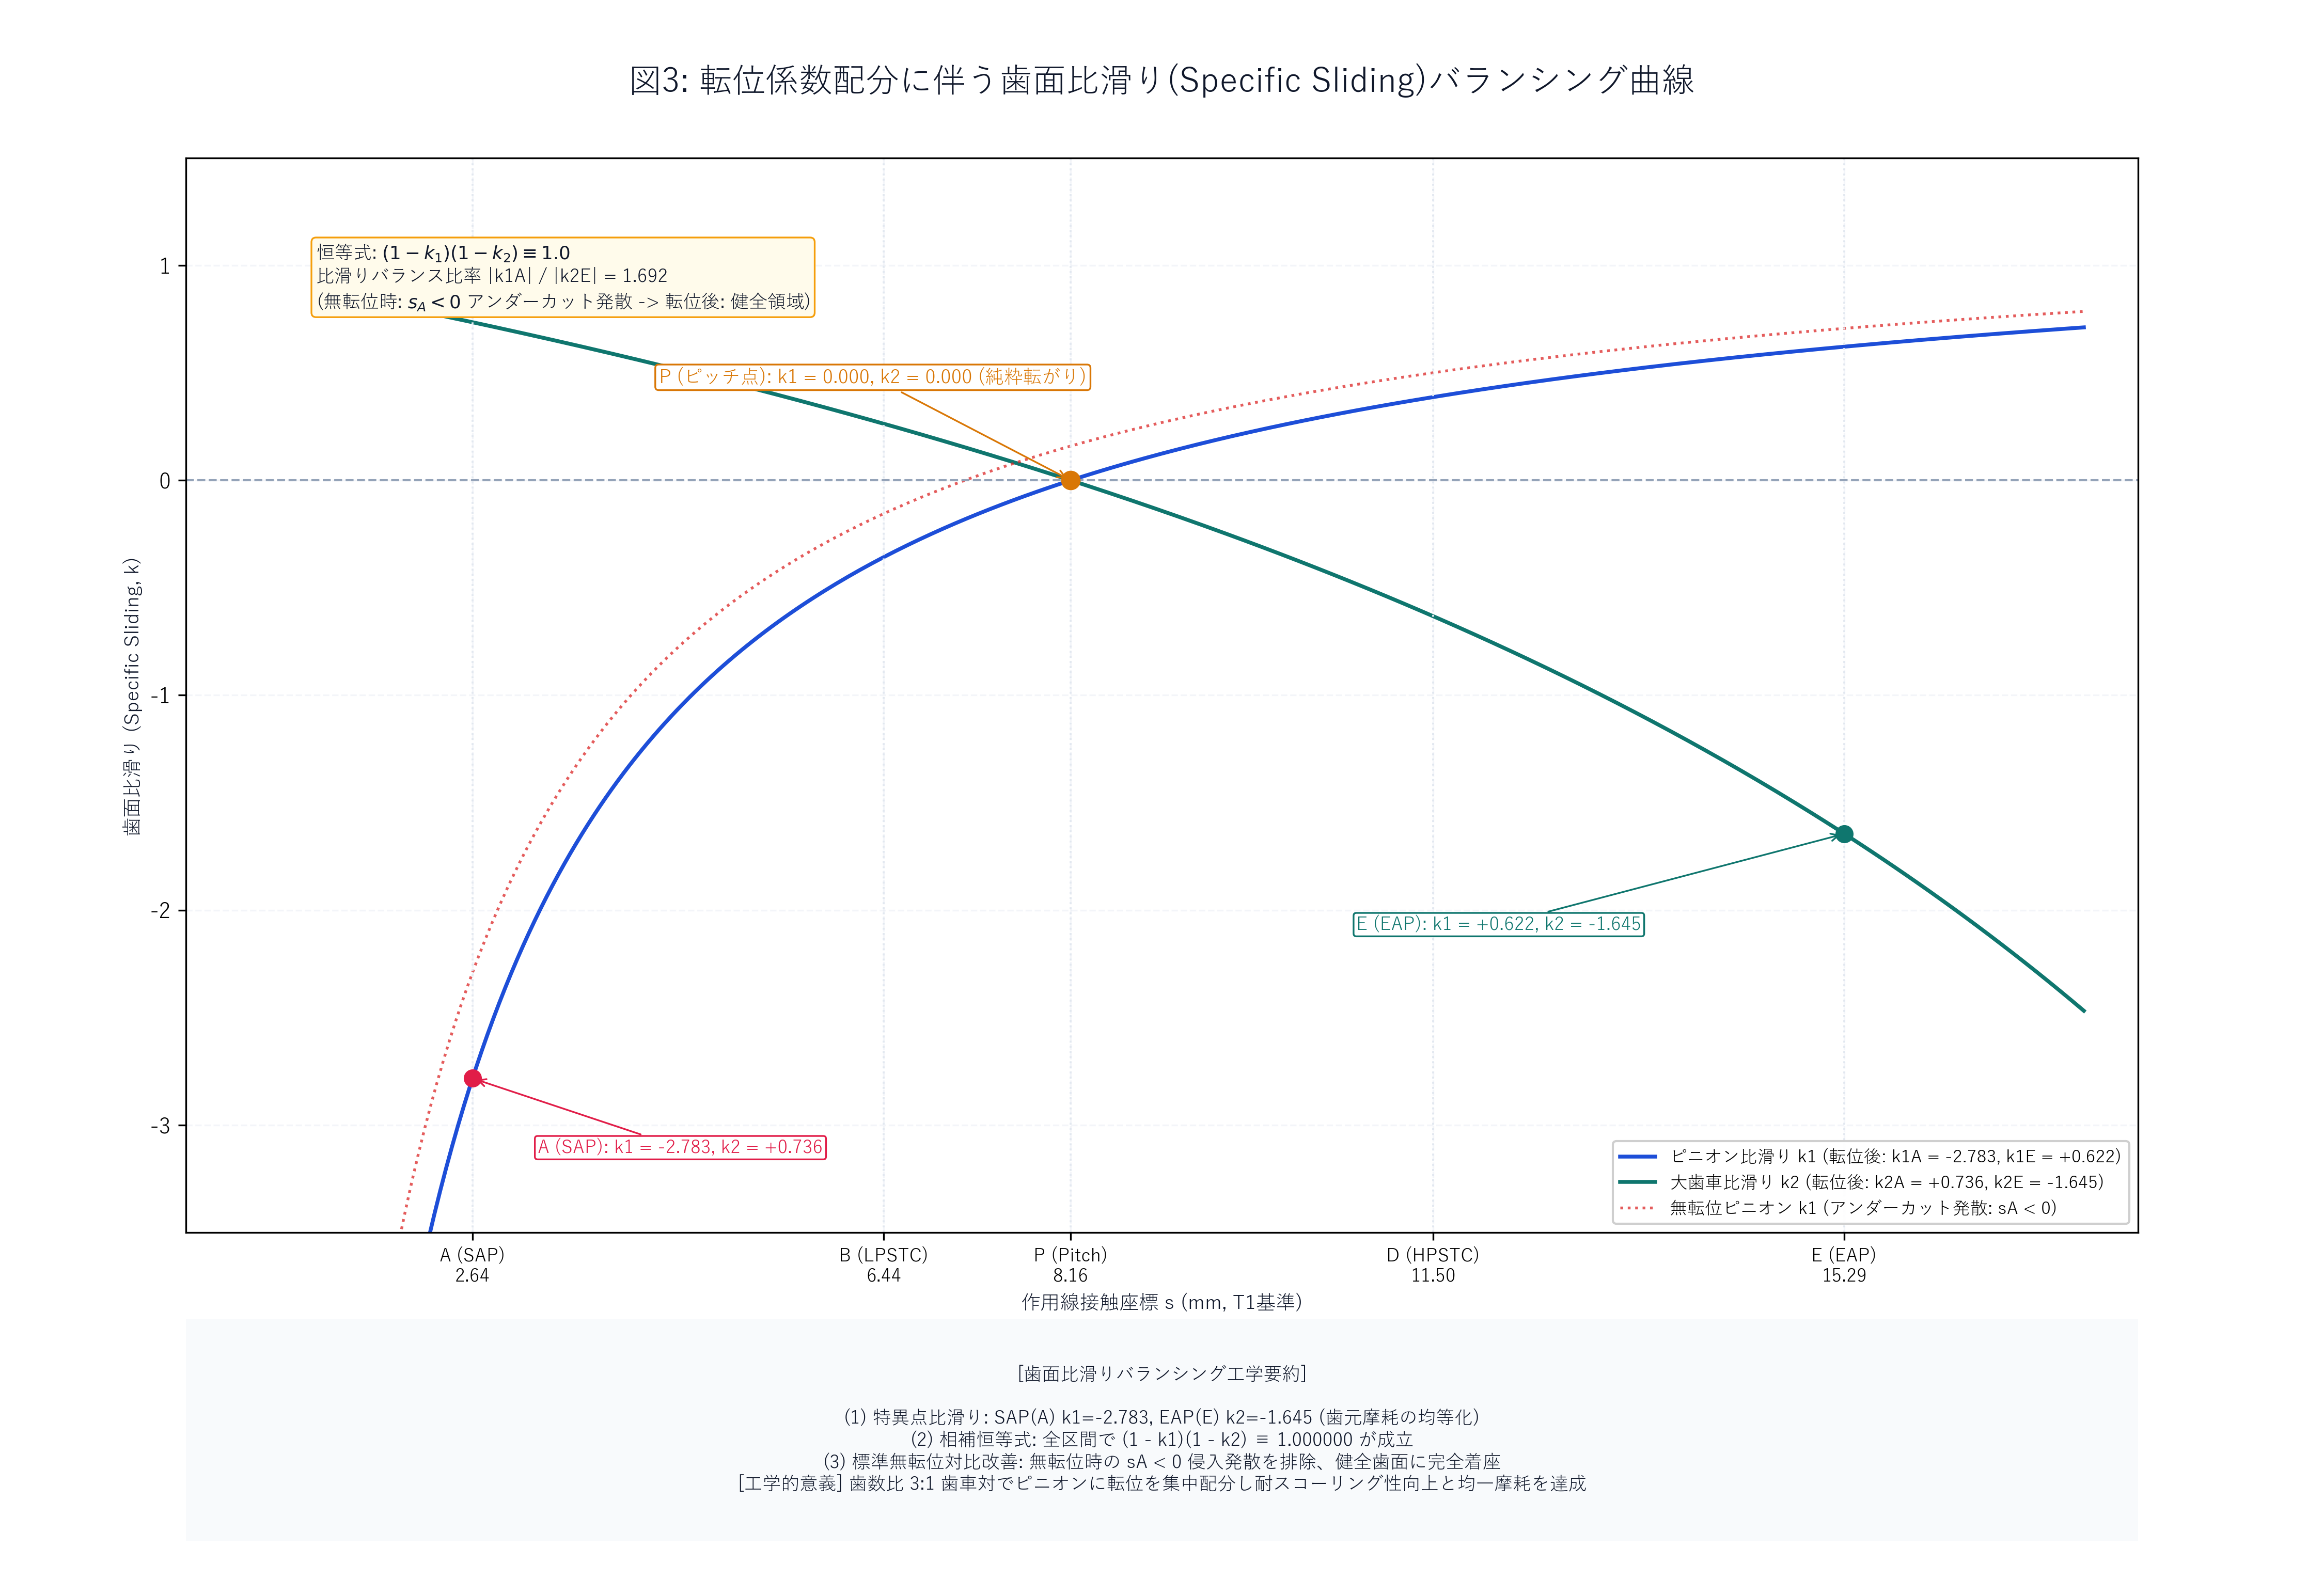 図3: 転位係数配分に伴う歯面比滑り(Specific Sliding)バランシング曲線
恒等式: (1 − k₁)(1 − k₂) ≡ 1.0
比滑りバランス比率 |k1A| / |k2E| = 1.692
(無転位時: s_A < 0 アンダーカット発散 -> 転位後: 健全領域)
P (ピッチ点): k1 = 0.000, k2 = 0.000 (純粋転がり)
E (EAP): k1 = +0.622, k2 = -1.645
A (SAP): k1 = -2.783, k2 = +0.736
歯面比滑り (Specific Sliding, k)
1
0
-1
-2
-3
ピニオン比滑り k1 (転位後: k1A = -2.783, k1E = +0.622)
大歯車比滑り k2 (転位後: k2A = +0.736, k2E = -1.645)
無転位ピニオン k1 (アンダーカット発散: sA < 0)
A (SAP)
2.64
B (LPSTC)
6.44
P (Pitch)
8.16
D (HPSTC)
11.50
E (EAP)
15.29
作用線接触座標 s (mm, T1基準)
[歯面比滑りバランシング工学要約]
(1) 特異点比滑り: SAP(A) k1=-2.783, EAP(E) k2=-1.645 (歯元摩耗の均等化)
(2) 相補恒等式: 全区間で (1 - k1)(1 - k2) ≡ 1.000000 が成立
(3) 標準無転位対比改善: 無転位時の sA < 0 侵入発散を排除、健全歯面に完全着座
[工学的意義] 歯数比 3:1 歯車対でピニオンに転位を集中配分し耐スコーリング性向上と均一摩耗を達成